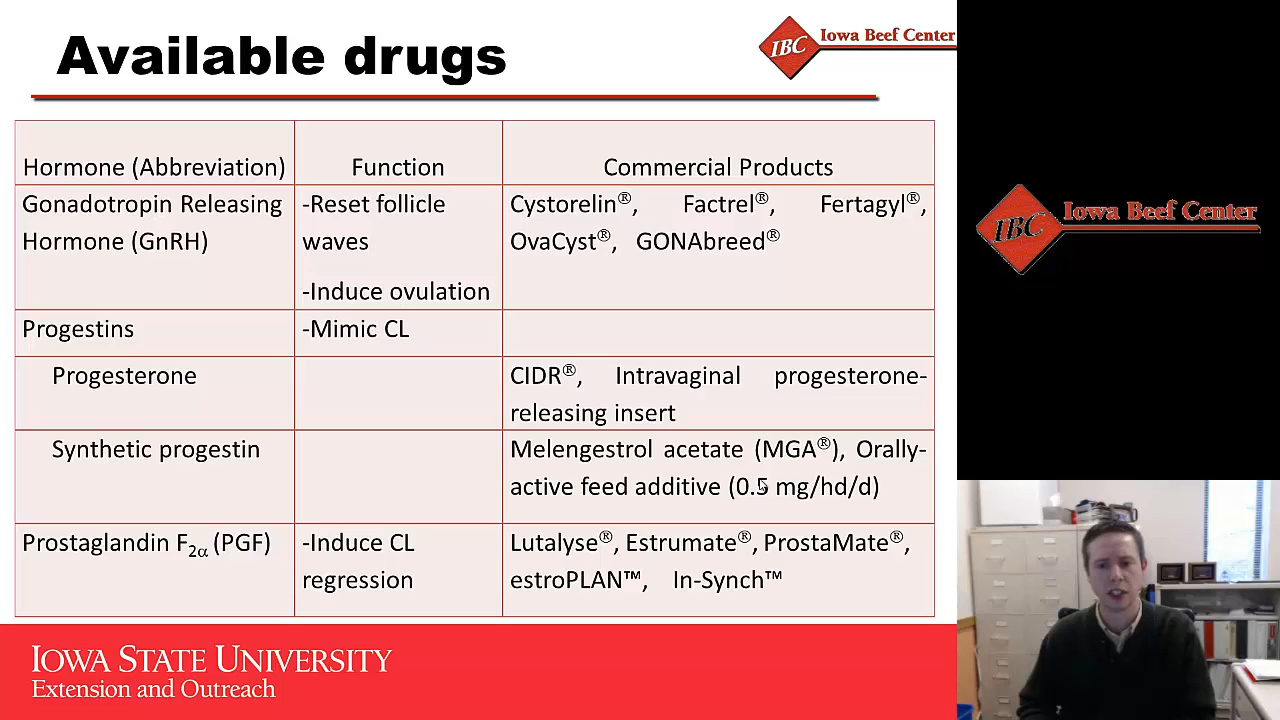 Available drugs
IBC Iowa Beef Center
Hormone (Abbreviation) Function Commercial Products
Gonadotropin Releasing Hormone (GnRH)
-Reset follicle waves
-Induce ovulation
Cystorelin®, Factrel®, Fertagyl®,
OvaCyst®, GONAbreed®
Progestins -Mimic CL
Progesterone
CIDR®, Intravaginal progesterone-
releasing insert
Synthetic progestin
Melengestrol acetate (MGA®), Orally-
active feed additive (0.5 mg/hd/d)
Prostaglandin F2α (PGF)
-Induce CL
regression
Lutalyse®, Estrumate®, ProstaMate®,
estroPLAN™, In-Synch™
IOWA STATE UNIVERSITY
Extension and Outreach
IBC Iowa Beef Center